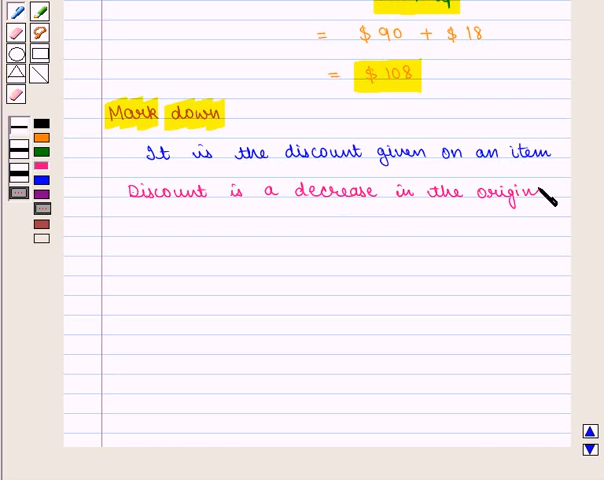 = $ 90 + $ 18
= $ 108
Mark down
It is the discount given on an item
Discount is a decrease in the origin